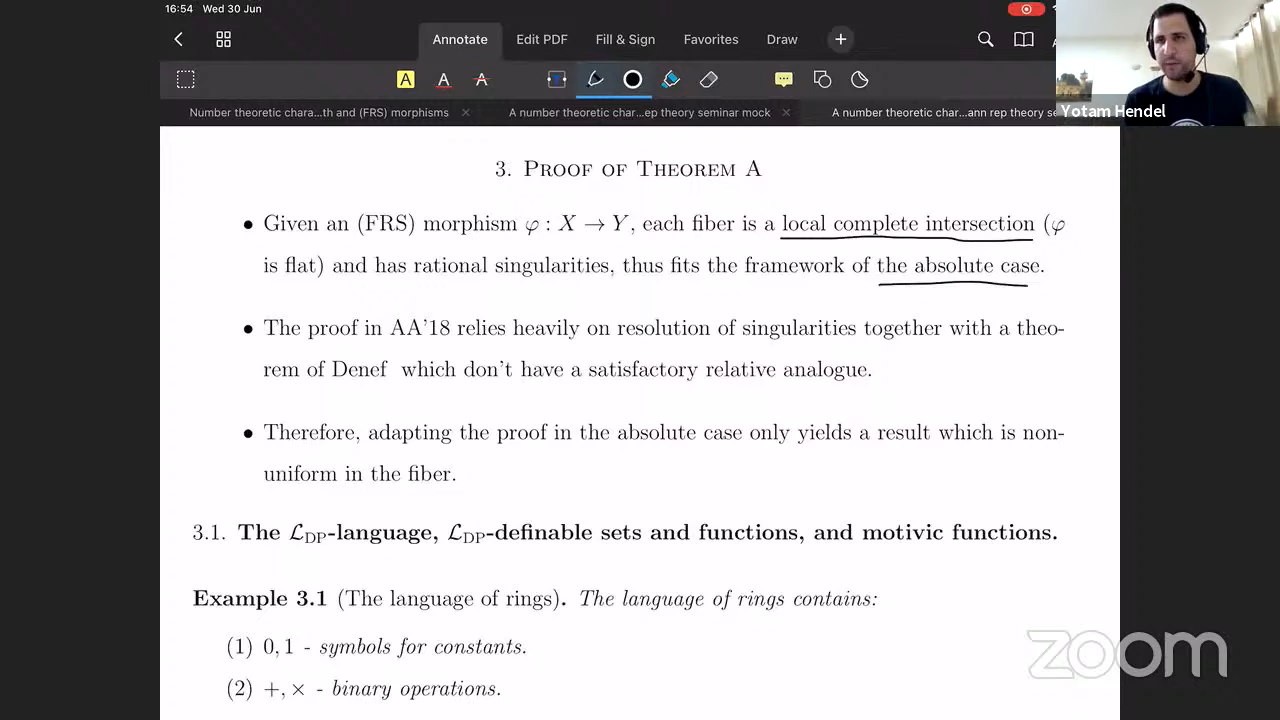 16:54 Wed 30 Jun
Annotate Edit PDF Fill & Sign Favorites Draw
A A A
Number theoretic chara...th and (FRS) morphisms × A number theoretic char...ep theory seminar mock × A number theoretic char...ann rep theory se
Yotam Hendel
3. Proof of Theorem A
• Given an (FRS) morphism φ : X → Y, each fiber is a local complete intersection (φ
is flat) and has rational singularities, thus fits the framework of the absolute case.
• The proof in AA'18 relies heavily on resolution of singularities together with a theo-
rem of Denef which don't have a satisfactory relative analogue.
• Therefore, adapting the proof in the absolute case only yields a result which is non-
uniform in the fiber.
3.1. The ℒ_DP-language, ℒ_DP-definable sets and functions, and motivic functions.
Example 3.1 (The language of rings). The language of rings contains:
(1) 0, 1 - symbols for constants.
(2) +, × - binary operations.
zoom